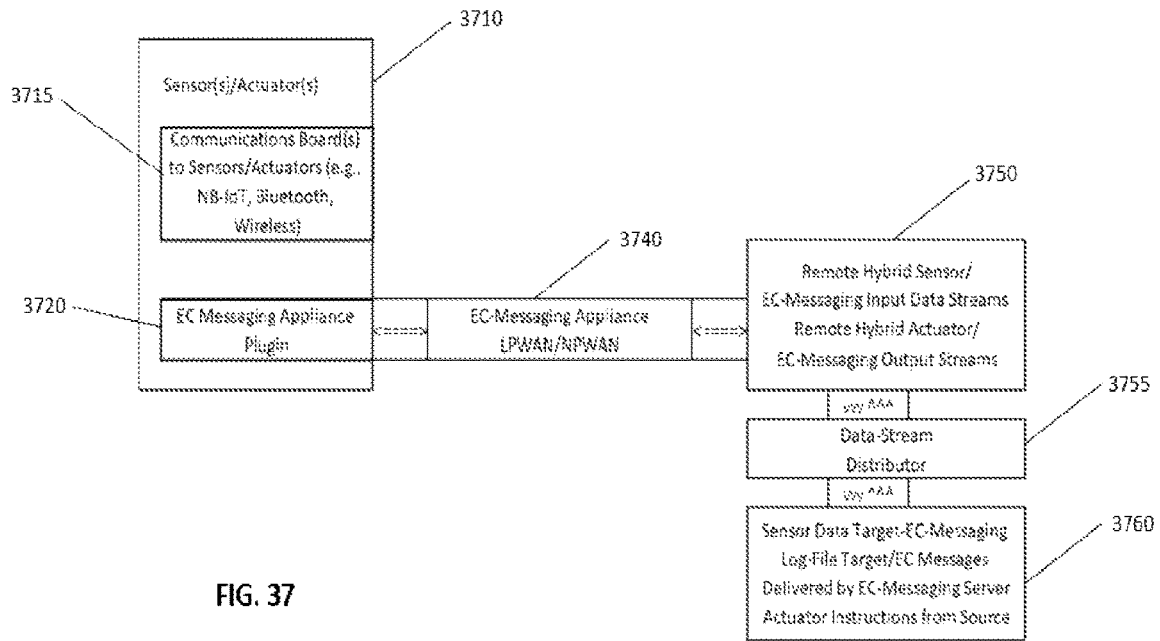 3710
Sensor(s)/Actuator(s)
3715
Communications Board(s)
to Sensors/Actuators (e.g.,
NB-IoT, Bluetooth,
Wireless)
3720
EC Messaging Appliance
Plugin
3740
EC-Messaging Appliance
LPWAN/NPWAN
3750
Remote Hybrid Sensor/
EC-Messaging Input Data Streams
Remote Hybrid Actuator/
EC-Messaging Output Streams
vvv ^^^
3755
Data-Stream
Distributor
vvv ^^^
3760
Sensor Data Target-EC-Messaging
Log-File Target/EC Messages
Delivered by EC-Messaging Server
Actuator Instructions from Source
FIG. 37